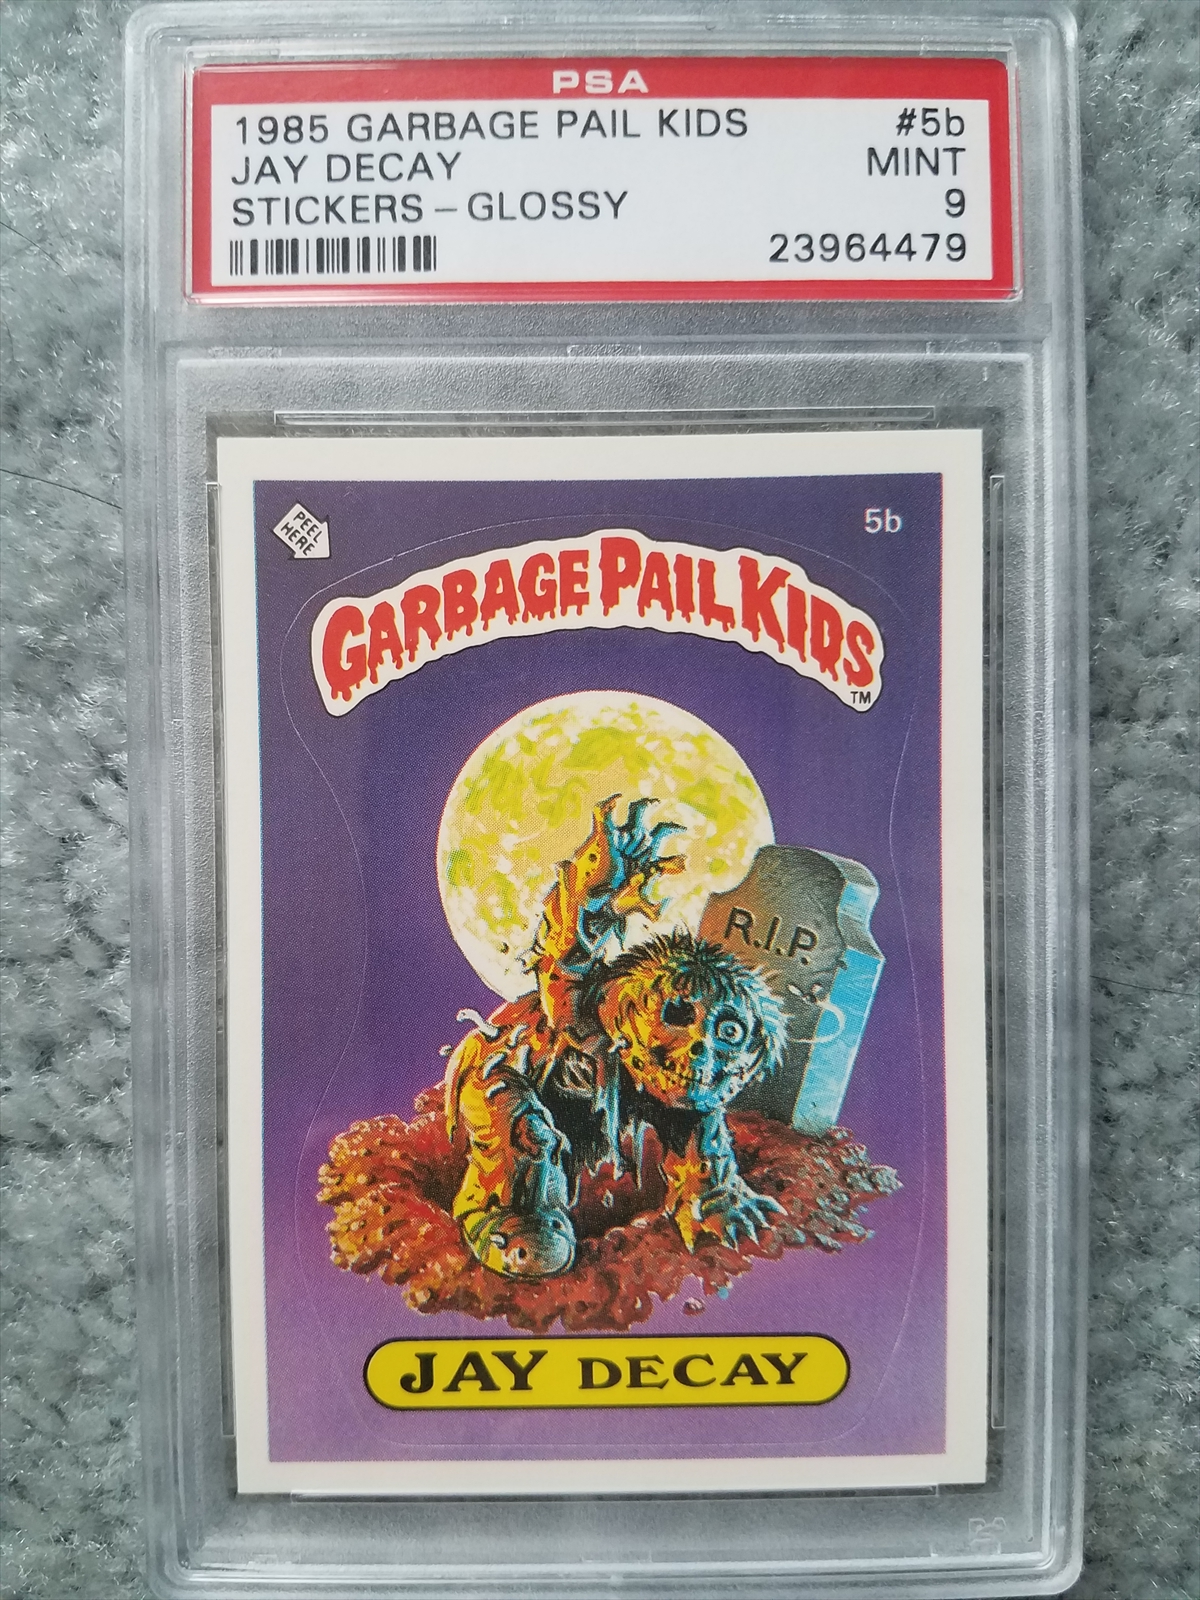 PSA
1985 GARBAGE PAIL KIDS #5b
JAY DECAY MINT
STICKERS - GLOSSY 9
23964479
PEEL
HERE
5b
GARBAGE PAIL KIDS
TM
R.I.P.
JAY DECAY